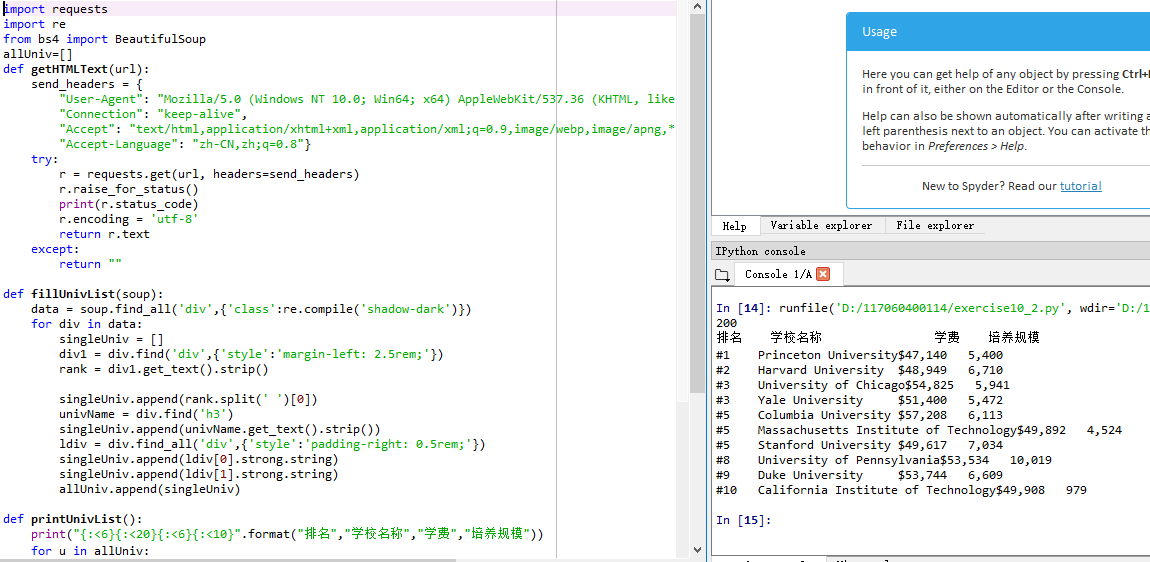 import requests
import re
from bs4 import BeautifulSoup
allUniv=[]
def getHTMLText(url):
    send_headers = {
        "User-Agent": "Mozilla/5.0 (Windows NT 10.0; Win64; x64) AppleWebKit/537.36 (KHTML, like
        "Connection": "keep-alive",
        "Accept": "text/html,application/xhtml+xml,application/xml;q=0.9,image/webp,image/apng,*
        "Accept-Language": "zh-CN,zh;q=0.8"}
    try:
        r = requests.get(url, headers=send_headers)
        r.raise_for_status()
        print(r.status_code)
        r.encoding = 'utf-8'
        return r.text
    except:
        return ""
def fillUnivList(soup):
    data = soup.find_all('div',{'class':re.compile('shadow-dark')})
    for div in data:
        singleUniv = []
        div1 = div.find('div',{'style':'margin-left: 2.5rem;'})
        rank = div1.get_text().strip()
        singleUniv.append(rank.split(' ')[0])
        univName = div.find('h3')
        singleUniv.append(univName.get_text().strip())
        ldiv = div.find_all('div',{'style':'padding-right: 0.5rem;'})
        singleUniv.append(ldiv[0].strong.string)
        singleUniv.append(ldiv[1].strong.string)
        allUniv.append(singleUniv)
def printUnivList():
    print("{:<6}{:<20}{:<6}{:<10}".format("排名","学校名称","学费","培养规模"))
    for u in allUniv:
Usage
Here you can get help of any object by pressing Ctrl+
in front of it, either on the Editor or the Console.
Help can also be shown automatically after writing a
left parenthesis next to an object. You can activate th
behavior in Preferences > Help.
New to Spyder? Read our tutorial
Help Variable explorer File explorer
IPython console
Console 1/A
In [14]: runfile('D:/117060400114/exercise10_2.py', wdir='D:/1
200
排名 学校名称 学费 培养规模
#1 Princeton University$47,140 5,400
#2 Harvard University $48,949 6,710
#3 University of Chicago$54,825 5,941
#3 Yale University $51,400 5,472
#5 Columbia University $57,208 6,113
#5 Massachusetts Institute of Technology$49,892 4,524
#5 Stanford University $49,617 7,034
#8 University of Pennsylvania$53,534 10,019
#9 Duke University $53,744 6,609
#10 California Institute of Technology$49,908 979
In [15]: